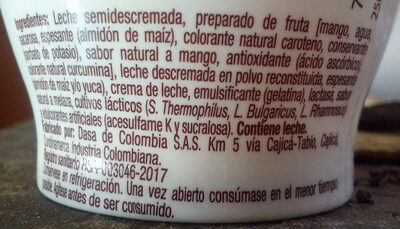 Ingredientes: Leche semidescremada, preparado de fruta [mango, agua,
sacarosa, espesante (almidón de maíz), colorante natural caroteno, conservante
(sorbato de potasio), sabor natural a mango, antioxidante (ácido ascórbico),
colorante natural curcumina], leche descremada en polvo reconstituida, espesante
(almidón de maíz y/o yuca), crema de leche, emulsificante (gelatina), lactasa, sabor
natural a melaza, cultivos lácticos (S. Thermophilus, L. Bulgaricus, L. Rhamnosus)
edulcorantes artificiales (acesulfame K y sucralosa). Contiene leche.
Fabricado por: Dasa de Colombia S.A.S. Km 5 vía Cajicá-Tabio, Cajicá,
Cundinamarca Industria Colombiana.
Registro sanitario 003046-2017
Consérvese en refrigeración. Una vez abierto consúmase en el menor tiempo
posible. Agítese antes de ser consumido.